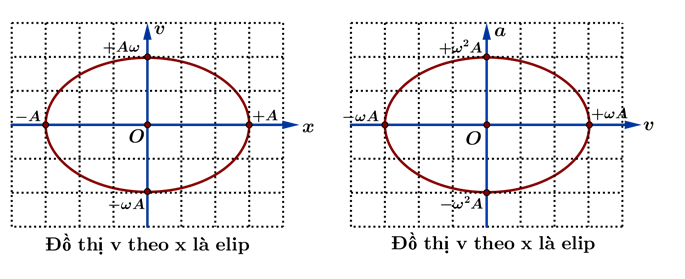 v
+Aω
−A
+A
O
x
−ωA
Đồ thị v theo x là elip
a
+ω²A
−ωA
+ωA
O
v
−ω²A
Đồ thị v theo x là elip